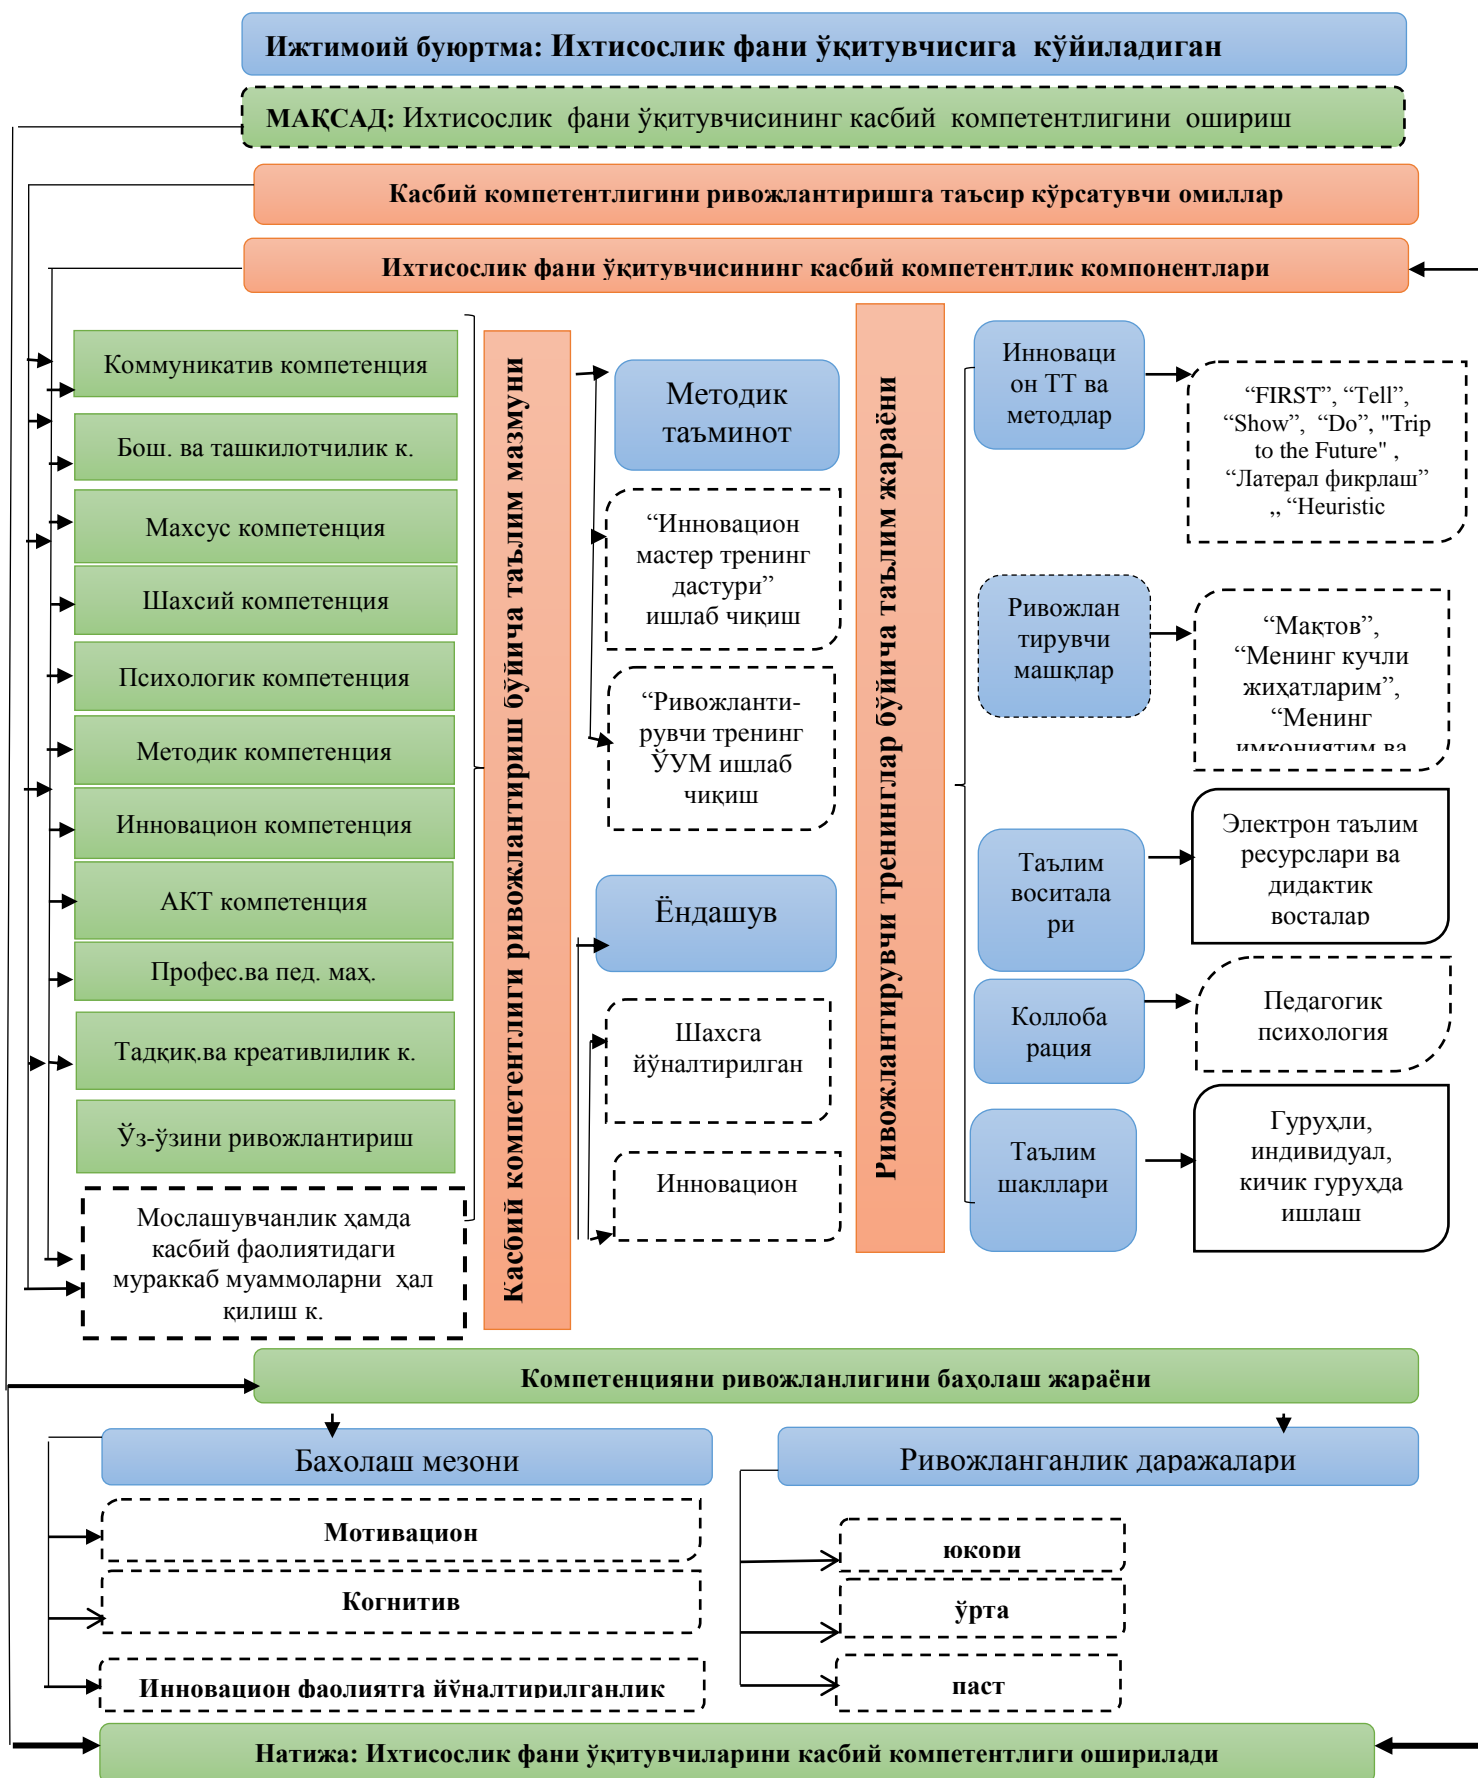 Ижтимоий буюртма: Ихтисослик фани ўқитувчисига кўйиладиган
МАҚСАД: Ихтисослик фани ўқитувчисининг касбий компетентлигини ошириш
Касбий компетентлигини ривожлантиришга таъсир кўрсатувчи омиллар
Ихтисослик фани ўқитувчисининг касбий компетентлик компонентлари
Коммуникатив компетенция
Бош. ва ташкилотчилик к.
Махсус компетенция
Шахсий компетенция
Психологик компетенция
Методик компетенция
Инновацион компетенция
АКТ компетенция
Профес.ва пед. маҳ.
Тадқиқ.ва креативлилик к.
Ўз-ўзини ривожлантириш
Мослашувчанлик ҳамда
касбий фаолиятидаги
мураккаб муаммоларни ҳал
қилиш к.
Касбий компетентлиги ривожлантириш бўйича таълим мазмуни
Методик
таъминот
“Инновацион
мастер тренинг
дастури”
ишлаб чиқиш
“Ривожланти-
рувчи тренинг
ЎУМ ишлаб
чиқиш
Ёндашув
Шахсга
йўналтирилган
Инновацион
Ривожлантирувчи тренинглар бўйича таълим жараёни
Инноваци
он ТТ ва
методлар
“FIRST”, “Tell”,
“Show”, “Do”, "Trip
to the Future" ,
“Латерал фикрлаш”
„ “Heuristic
Ривожлан
тирувчи
машқлар
“Мақтов”,
“Менинг кучли
жиҳатларим”,
“Менинг
имкониятим ва
Таълим
воситала
ри
Электрон таълим
ресурслари ва
дидактик
восталар
Коллоба
рация
Педагогик
психология
Таълим
шакллари
Гуруҳли,
индивидуал,
кичик гуруҳда
ишлаш
Компетенцияни ривожланлигини баҳолаш жараёни
Баҳолаш мезони
Мотивацион
Когнитив
Инновацион фаолиятга йўналтирилганлик
Ривожланганлик даражалари
юкори
ўрта
паст
Натижа: Ихтисослик фани ўқитувчиларини касбий компетентлиги оширилади